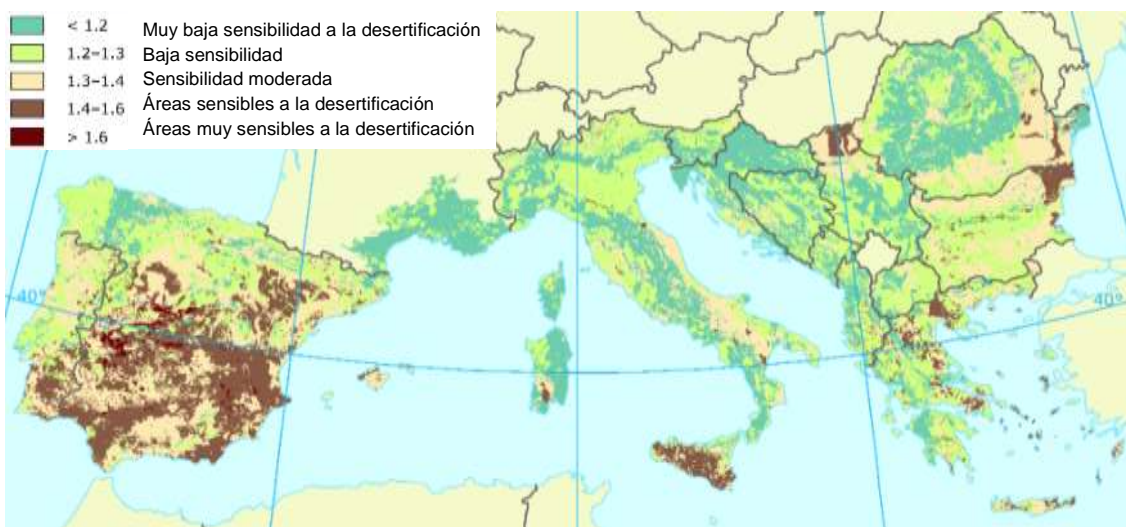 < 1.2 Muy baja sensibilidad a la desertificación
1.2–1.3 Baja sensibilidad
1.3–1.4 Sensibilidad moderada
1.4–1.6 Áreas sensibles a la desertificación
> 1.6 Áreas muy sensibles a la desertificación
40°
40°